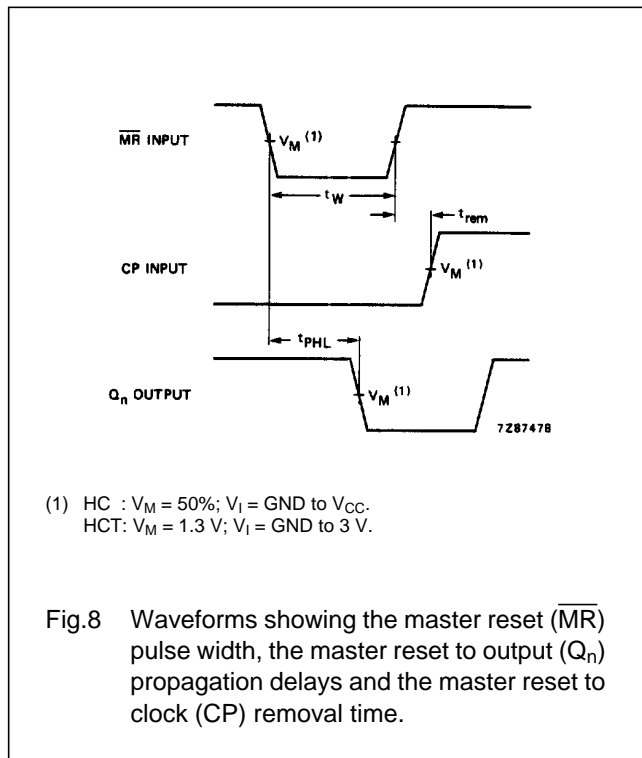 M̅R̅ INPUT
V_M (1)
t_W
t_rem
CP INPUT
V_M (1)
t_PHL
Q_n OUTPUT
V_M (1)
7Z87478
(1) HC : V_M = 50%; V_I = GND to V_CC.
HCT: V_M = 1.3 V; V_I = GND to 3 V.
Fig.8 Waveforms showing the master reset (M̅R̅)
pulse width, the master reset to output (Q_n)
propagation delays and the master reset to
clock (CP) removal time.